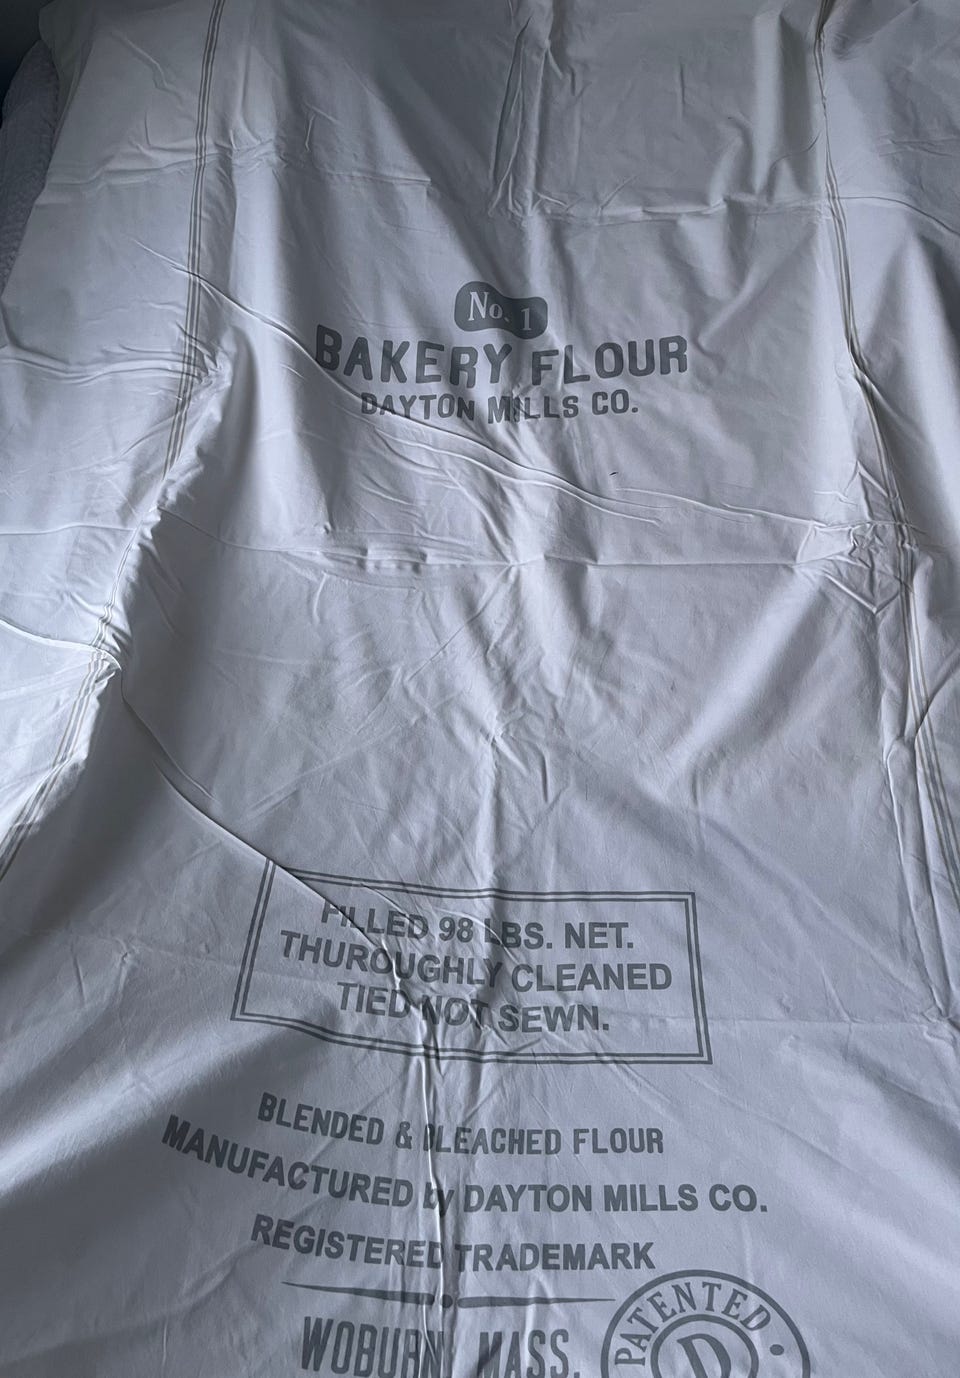 No. 1
BAKERY FLOUR
DAYTON MILLS CO.
FILLED 98 LBS. NET.
THUROUGHLY CLEANED
TIED NOT SEWN.
BLENDED & BLEACHED FLOUR
MANUFACTURED by DAYTON MILLS CO.
REGISTERED TRADEMARK
WOBURN MASS.
PATENTED
D